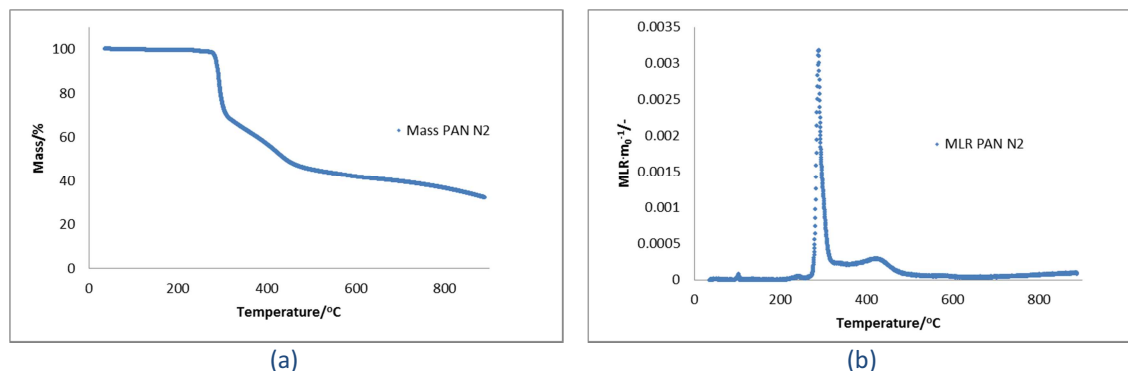 100
80
60
40
20
0
Mass/%
0 200 400 600 800
Temperature/ºC
Mass PAN N2
(a)
0.0035
0.003
0.0025
0.002
0.0015
0.001
0.0005
0
MLR·m₀⁻¹/-
0 200 400 600 800
Temperature/ºC
MLR PAN N2
(b)